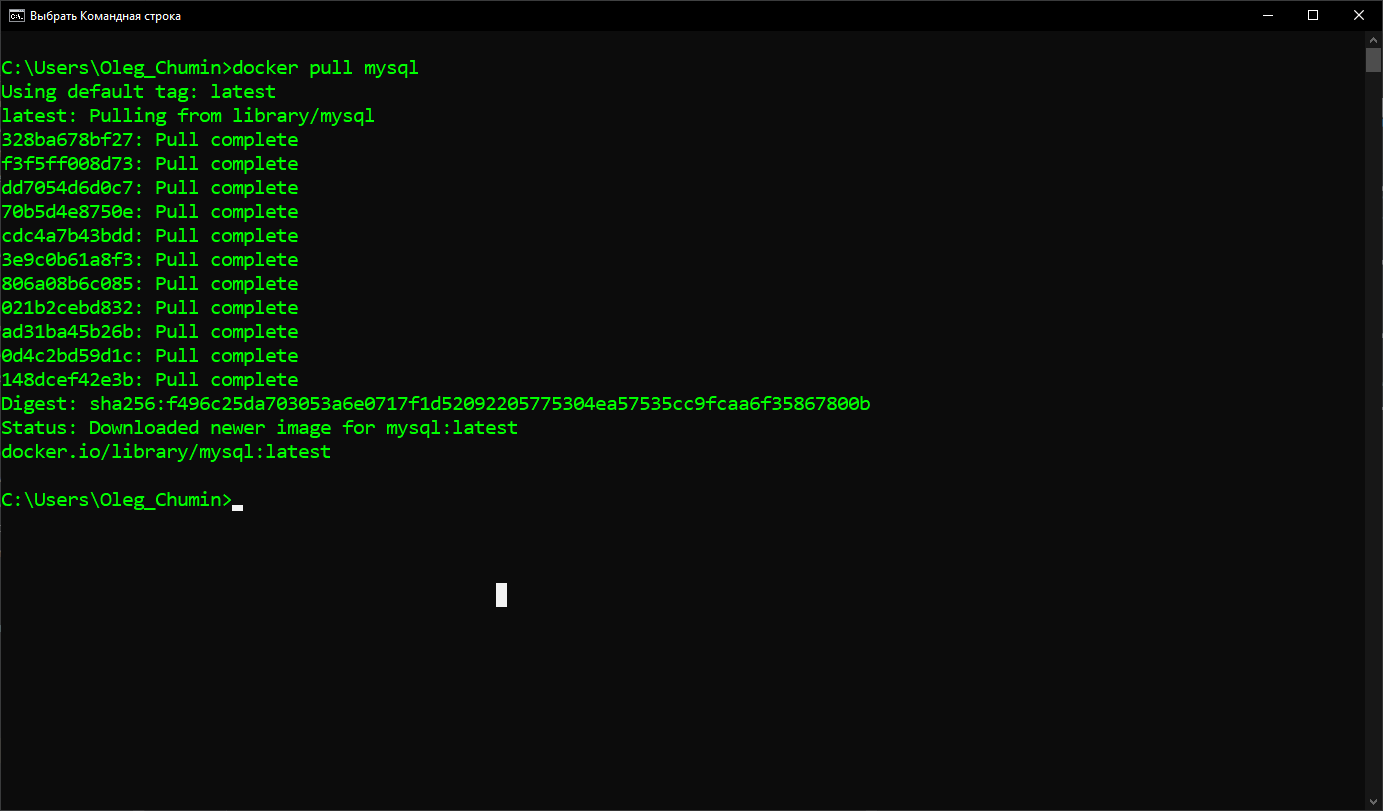 Выбрать Командная строка
C:\Users\Oleg_Chumin>docker pull mysql
Using default tag: latest
latest: Pulling from library/mysql
328ba678bf27: Pull complete
f3f5ff008d73: Pull complete
dd7054d6d0c7: Pull complete
70b5d4e8750e: Pull complete
cdc4a7b43bdd: Pull complete
3e9c0b61a8f3: Pull complete
806a08b6c085: Pull complete
021b2cebd832: Pull complete
ad31ba45b26b: Pull complete
0d4c2bd59d1c: Pull complete
148dcef42e3b: Pull complete
Digest: sha256:f496c25da703053a6e0717f1d52092205775304ea57535cc9fcaa6f35867800b
Status: Downloaded newer image for mysql:latest
docker.io/library/mysql:latest
C:\Users\Oleg_Chumin>